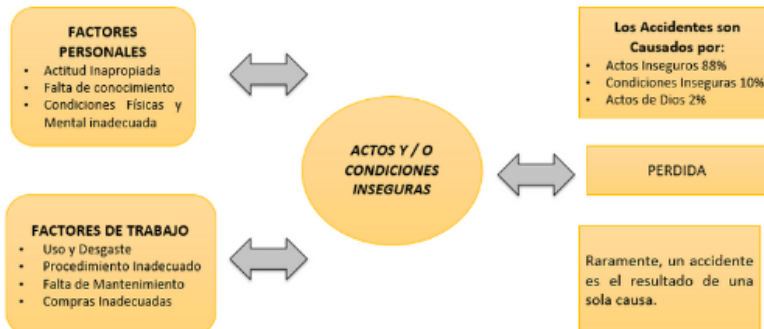 FACTORES
PERSONALES
• Actitud Inapropiada
• Falta de conocimiento
• Condiciones Físicas y
Mental inadecuada
FACTORES DE TRABAJO
• Uso y Desgaste
• Procedimiento Inadecuado
• Falta de Mantenimiento
• Compras Inadecuadas
ACTOS Y / O
CONDICIONES
INSEGURAS
Los Accidentes son
Causados por:
• Actos Inseguros 88%
• Condiciones Inseguras 10%
• Actos de Dios 2%
PERDIDA
Raramente, un accidente
es el resultado de una
sola causa.